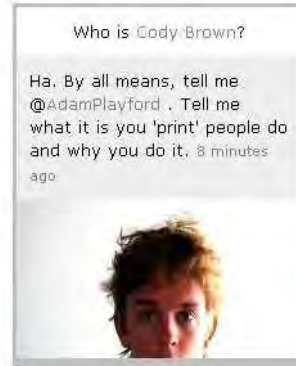 Who is Cody Brown?
Ha. By all means, tell me
@AdamPlayford . Tell me
what it is you 'print' people do
and why you do it. 8 minutes
ago